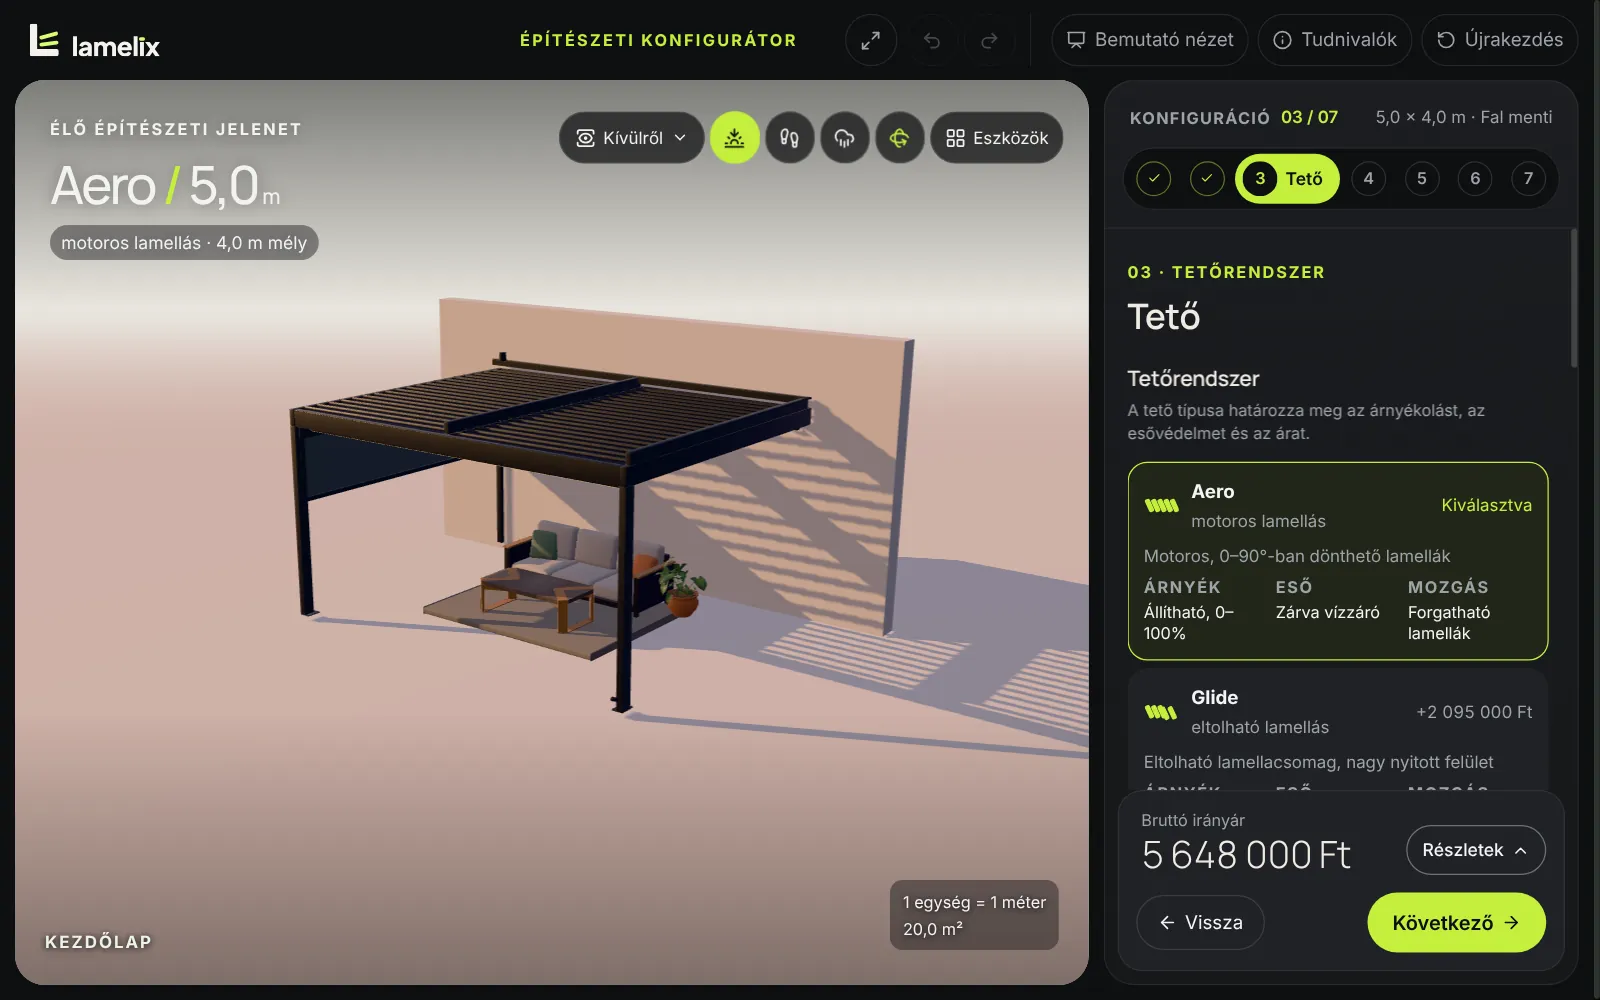 lamelix
ÉPÍTÉSZETI KONFIGURÁTOR
Bemutató nézet
Tudnivalók
Újrakezdés
ÉLŐ ÉPÍTÉSZETI JELENET
Aero / 5,0 m
motoros lamellás · 4,0 m mély
Kívülről
Eszközök
KEZDŐLAP
1 egység = 1 méter
20,0 m²
KONFIGURÁCIÓ 03 / 07
5,0 × 4,0 m · Fal menti
3 Tető 4 5 6 7
03 · TETŐRENDSZER
Tető
Tetőrendszer
A tető típusa határozza meg az árnyékolást, az
esővédelmet és az árat.
Aero
motoros lamellás
Kiválasztva
Motoros, 0–90°-ban dönthető lamellák
ÁRNYÉK ESŐ MOZGÁS
Állítható, 0– Zárva vízzáró Forgatható
100% lamellák
Glide
eltolható lamellás
+2 095 000 Ft
Eltolható lamellacsomag, nagy nyitott felület
ÁRNYÉK ESŐ MOZGÁS
Bruttó irányár
5 648 000 Ft
Részletek
Vissza
Következő